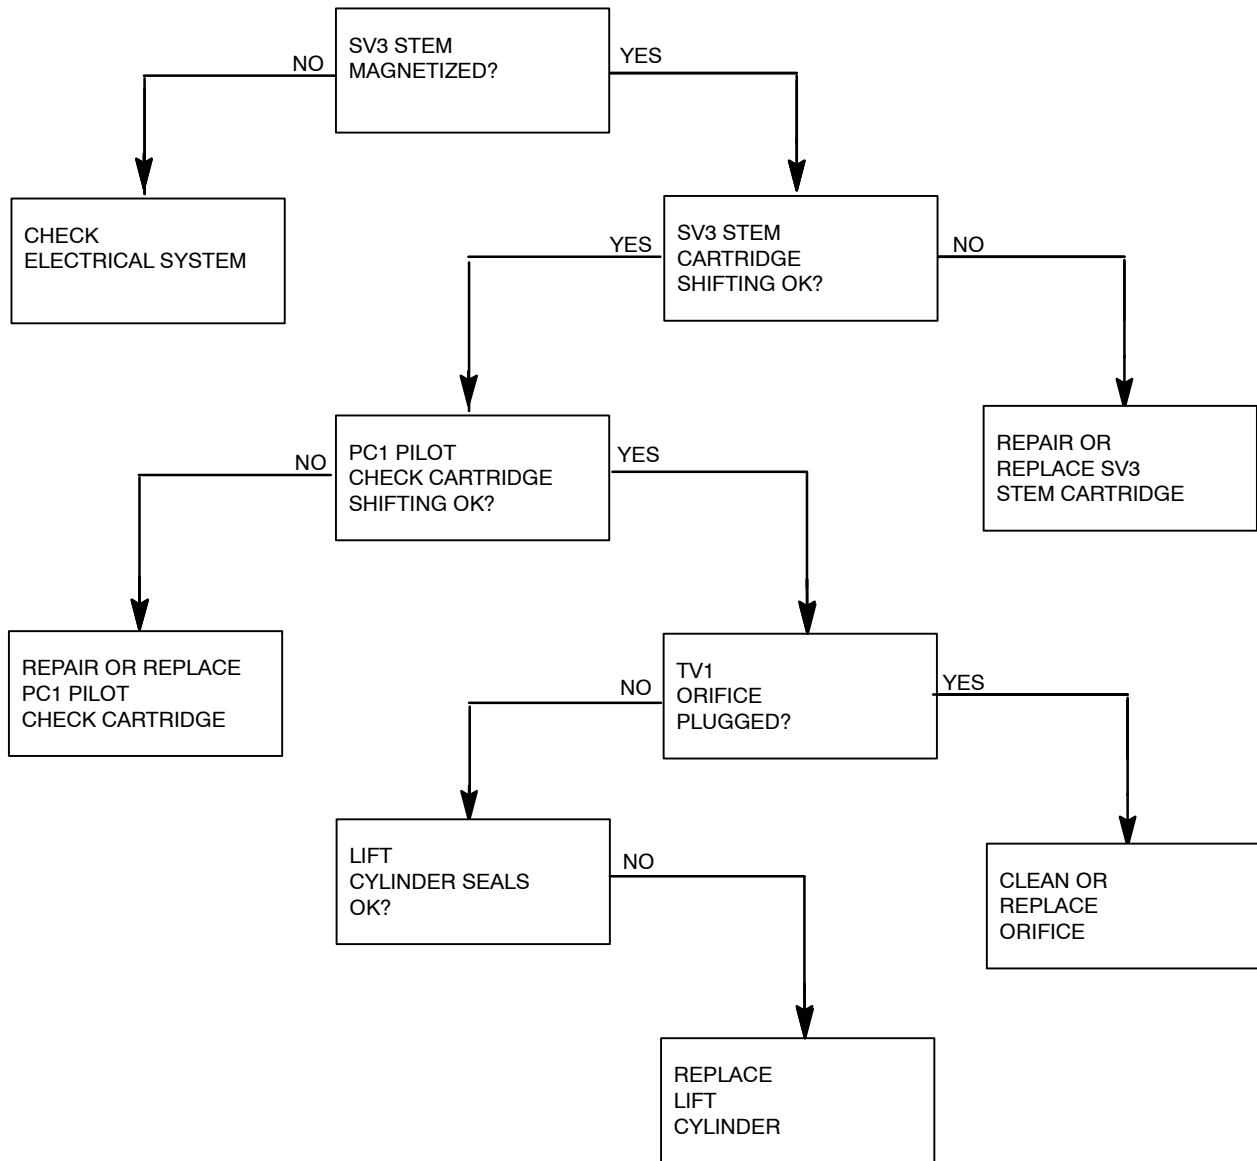 SV3 STEM
MAGNETIZED?
NO
YES
CHECK
ELECTRICAL SYSTEM
SV3 STEM
CARTRIDGE
SHIFTING OK?
YES
NO
PC1 PILOT
CHECK CARTRIDGE
SHIFTING OK?
NO
YES
REPAIR OR
REPLACE SV3
STEM CARTRIDGE
REPAIR OR REPLACE
PC1 PILOT
CHECK CARTRIDGE
TV1
ORIFICE
PLUGGED?
NO
YES
LIFT
CYLINDER SEALS
OK?
NO
CLEAN OR
REPLACE
ORIFICE
REPLACE
LIFT
CYLINDER